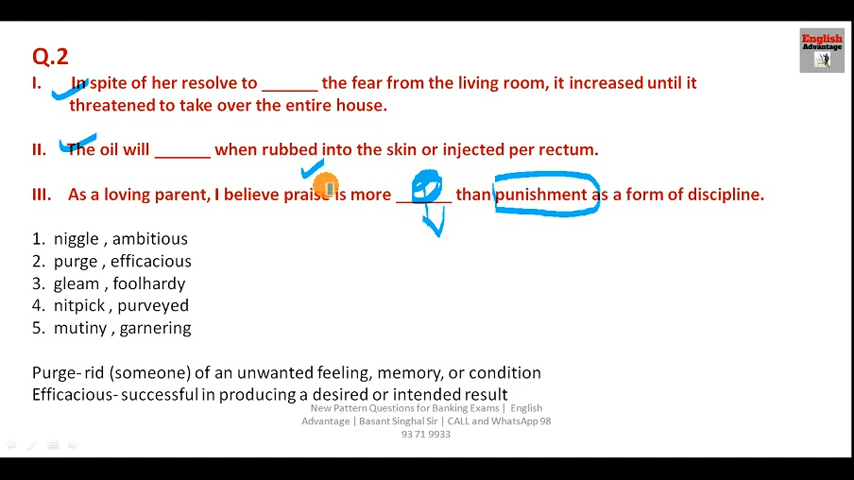 English
Advantage
Q.2
I. In spite of her resolve to ______ the fear from the living room, it increased until it
threatened to take over the entire house.
II. The oil will ______ when rubbed into the skin or injected per rectum.
III. As a loving parent, I believe praise is more ______ than punishment as a form of discipline.
1. niggle , ambitious
2. purge , efficacious
3. gleam , foolhardy
4. nitpick , purveyed
5. mutiny , garnering
Purge- rid (someone) of an unwanted feeling, memory, or condition
Efficacious- successful in producing a desired or intended result
New Pattern Questions for Banking Exams | English
Advantage | Basant Singhal Sir | CALL and WhatsApp 98
93 71 9933